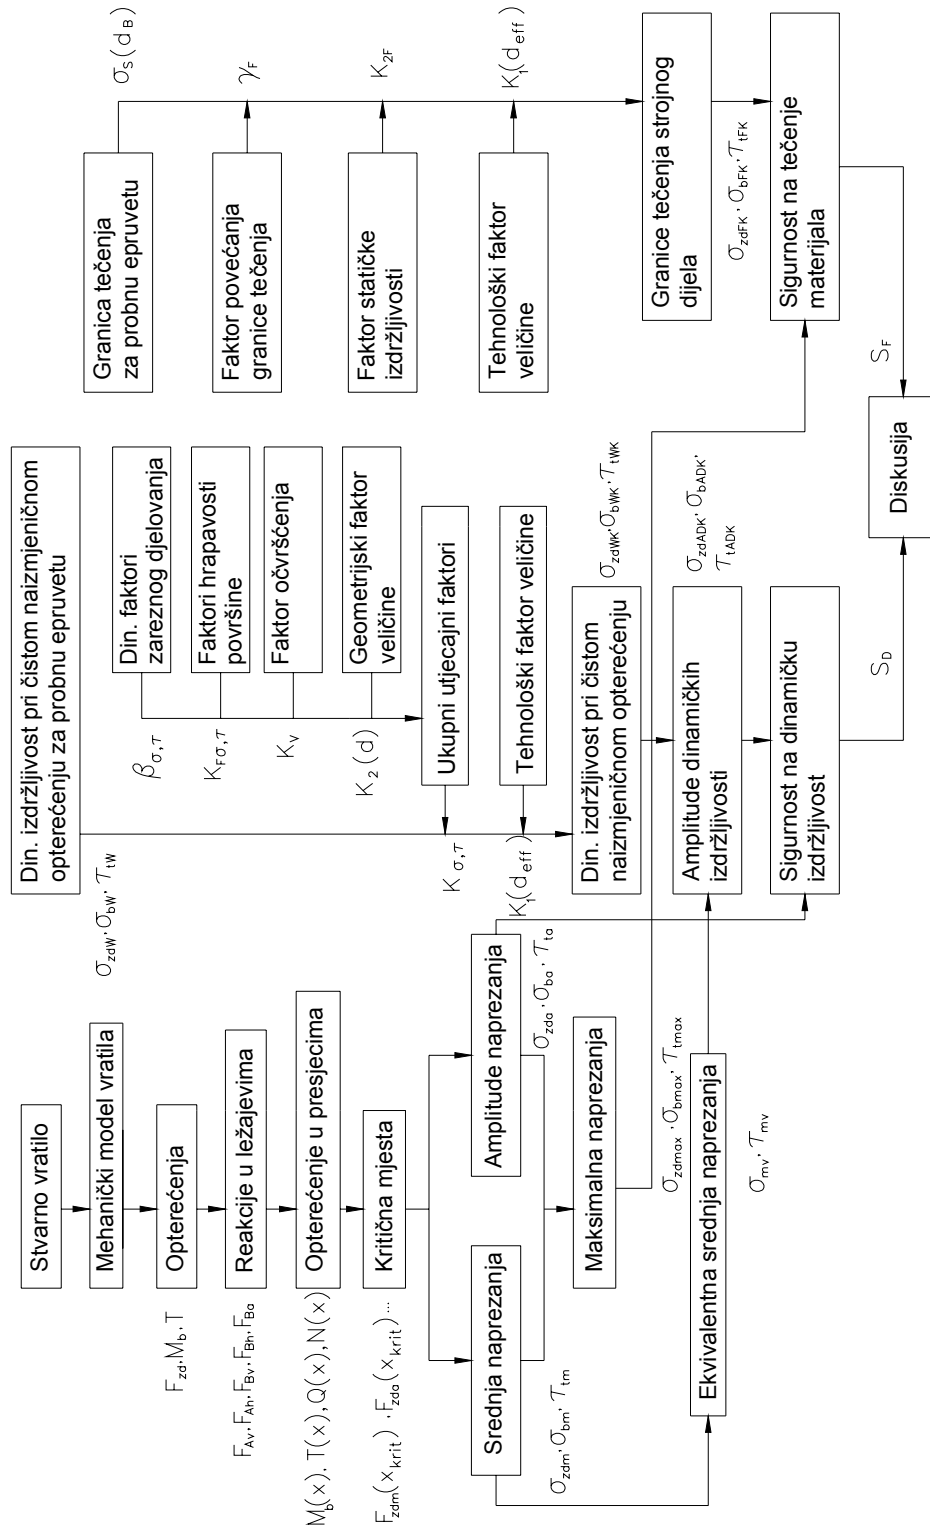 Stvarno vratilo
Mehanički model vratila
Opterećenja
F_zd, M_b, T
Reakcije u ležajevima
F_Av, F_Ah, F_Bv, F_Bh, F_Ba
Opterećenje u presjecima
M_b(x). T(x), Q(x), N(x)
Kritična mjesta
F_zdm(x_krit) , F_zda(x_krit) ...
Srednja naprezanja
σ_zdm, σ_bm, τ_tm
Amplitude naprezanja
σ_zda, σ_ba, τ_ta
Maksimalna naprezanja
σ_zdmax, σ_bmax, τ_tmax
Ekvivalentna srednja naprezanja
σ_mv, τ_mv
Din. izdržljivost pri čistom naizmjeničnom
opterećenju za probnu epruvetu
σ_zdW, σ_bW, τ_tW
Din. faktori
zareznog djelovanja
β_σ,τ
Faktori hrapavosti
površine
K_Fσ,τ
Faktor očvršćenja
K_V
Geometrijski faktor
veličine
K_2(d)
Ukupni utjecajni faktori
K_σ,τ
Tehnološki faktor veličine
K_1(d_eff)
Din. izdržljivost pri čistom
naizmjeničnom opterećenju
σ_zdWK, σ_bWK, τ_tWK
Amplitude dinamičkih
izdržljivosti
σ_zdADK, σ_bADK,
τ_tADK
Sigurnost na dinamičku
izdržljivost
S_D
Granica tečenja
za probnu epruvetu
σ_S(d_B)
Faktor povećanja
granice tečenja
γ_F
Faktor statičke
izdržljivosti
K_2F
Tehnološki faktor
veličine
K_1(d_eff)
Granice tečenja strojnog
dijela
σ_zdFK, σ_bFK, τ_tFK
Sigurnost na tečenje
materijala
S_F
Diskusija